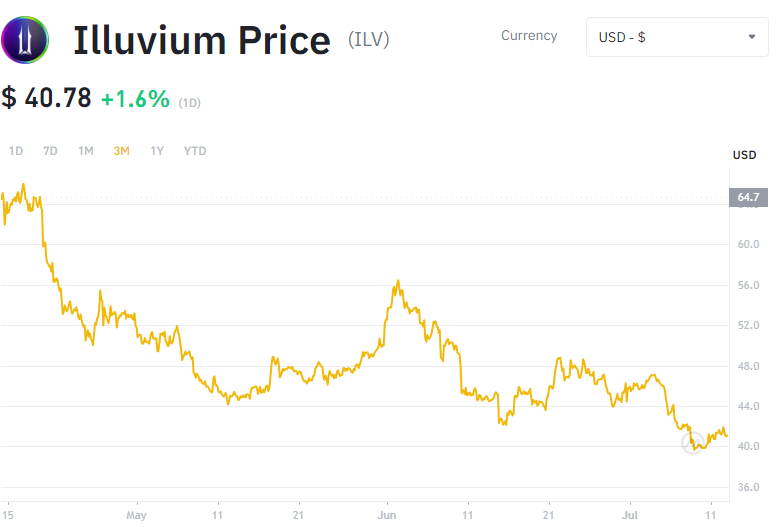 Illuvium Price (ILV)
Currency
USD - $
$ 40.78 +1.6% (1D)
1D 7D 1M 3M 1Y YTD
USD
64.7
60.0
56.0
52.0
48.0
44.0
40.0
36.0
15 May 11 21 Jun 11 21 Jul 11